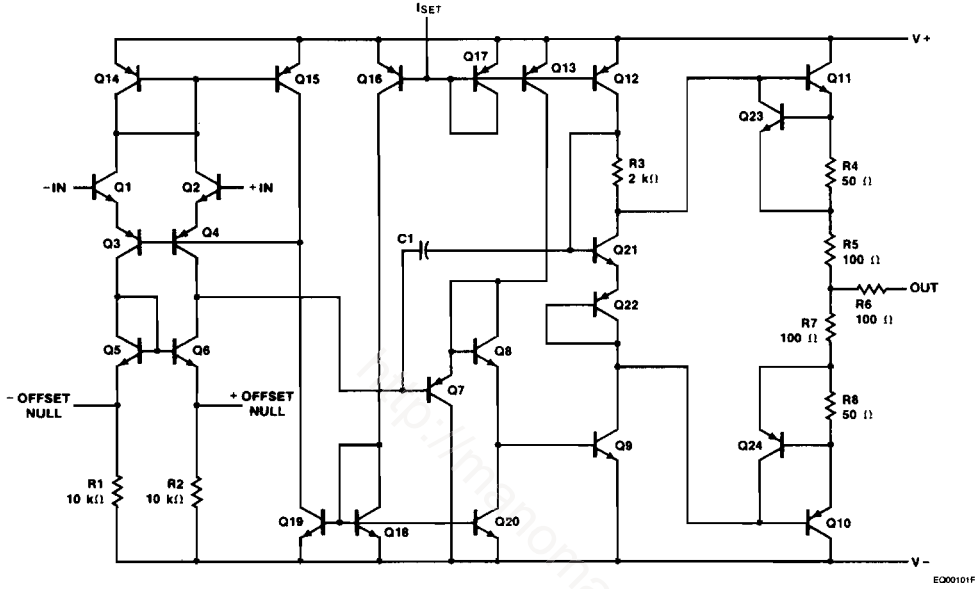 ISET
V+
Q14
Q15
Q16
Q17
Q13
Q12
Q11
Q23
R3
2 kΩ
R4
50 Ω
−IN
Q1
Q2
+IN
Q3
Q4
C1
Q21
R5
100 Ω
OUT
R6
100 Ω
Q22
R7
100 Ω
Q5
Q6
Q8
Q7
− OFFSET
NULL
+ OFFSET
NULL
R8
50 Ω
Q9
Q24
R1
10 kΩ
R2
10 kΩ
Q19
Q18
Q20
Q10
V−
http://manoma
EQ00101F